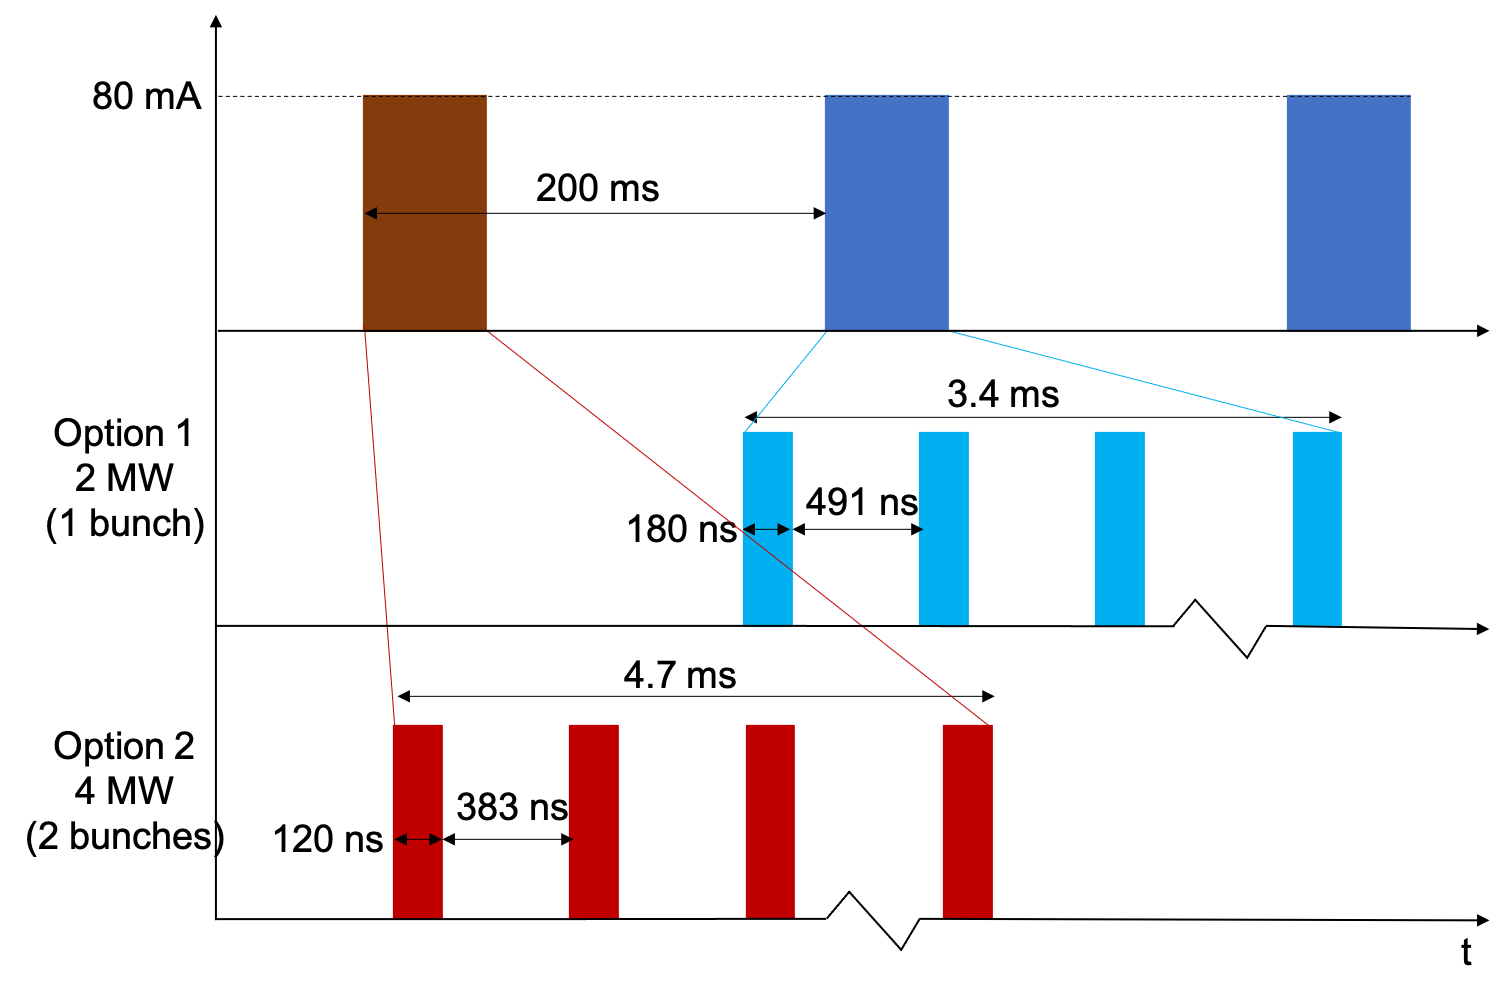 80 mA
200 ms
Option 1
2 MW
(1 bunch)
3.4 ms
180 ns
491 ns
Option 2
4 MW
(2 bunches)
4.7 ms
120 ns
383 ns
t